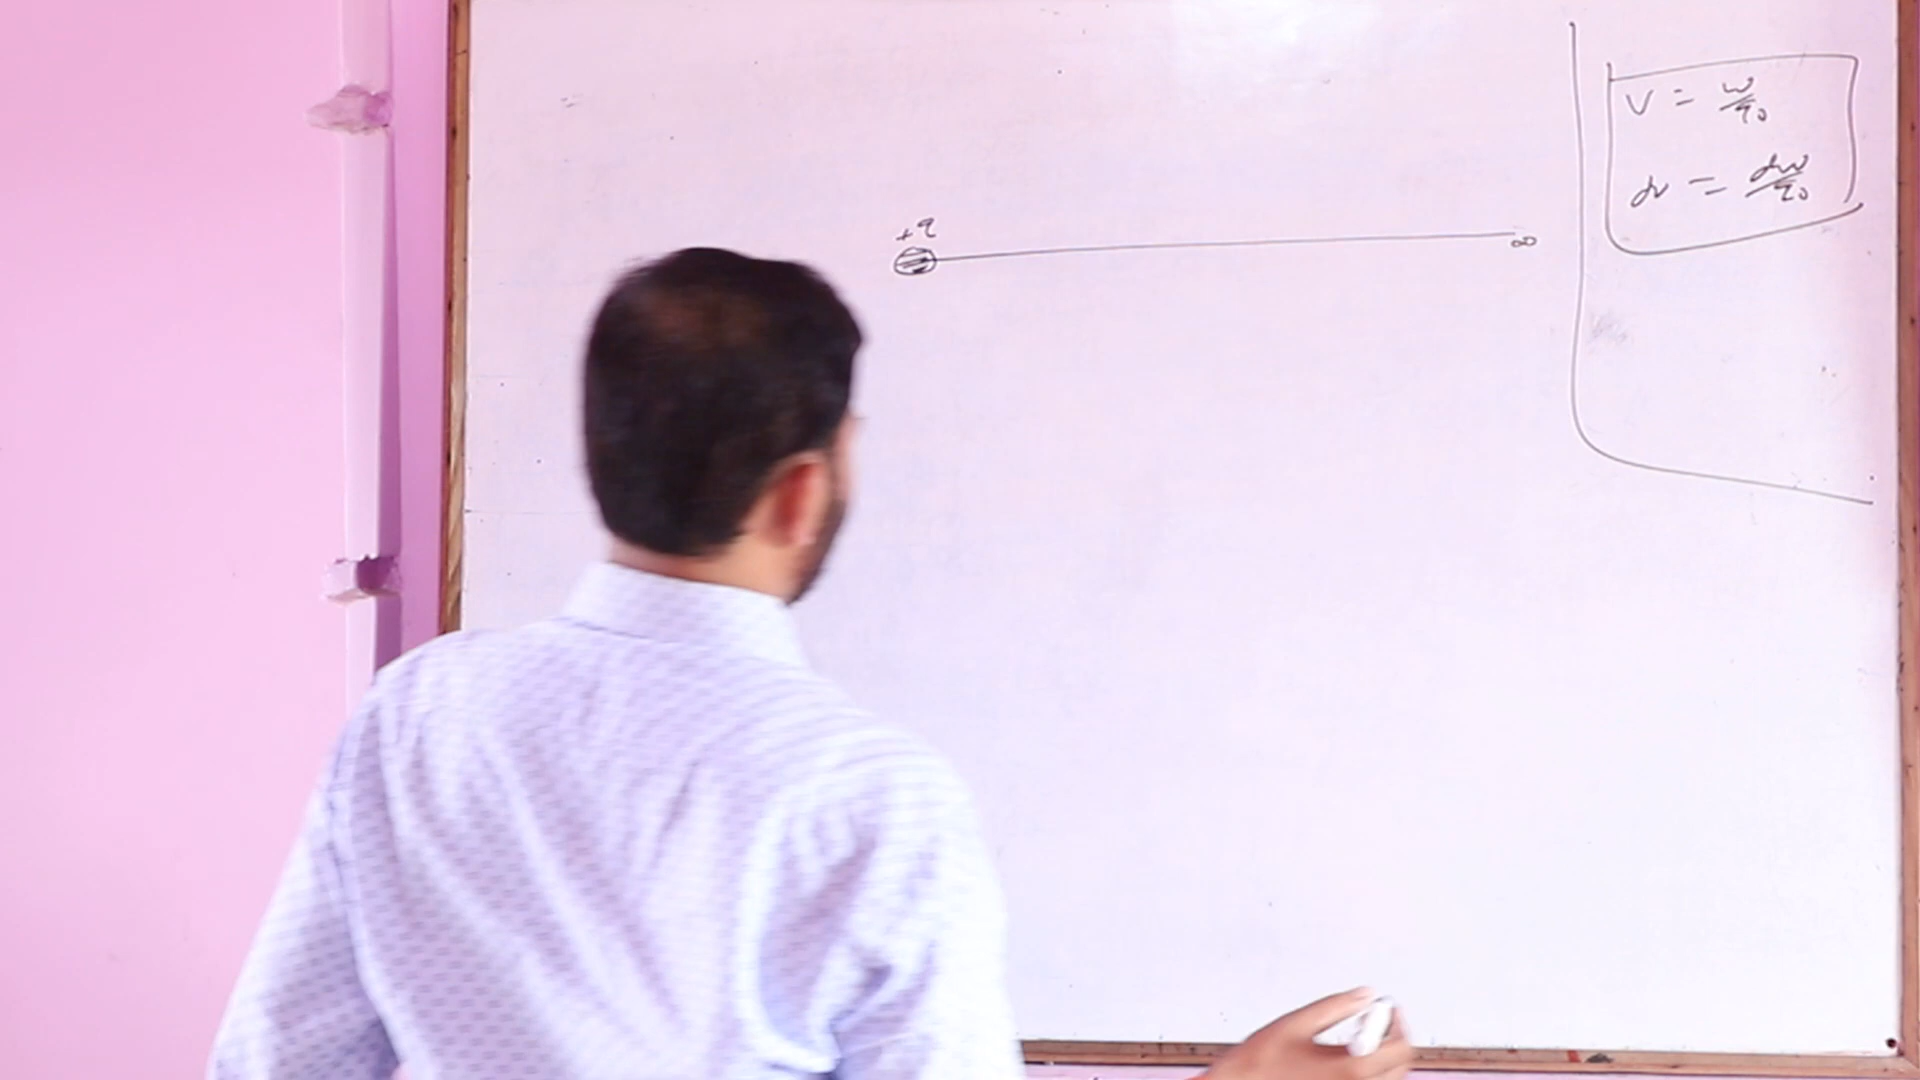 +q
∞
V = w/q₀
dv = dw/q₀